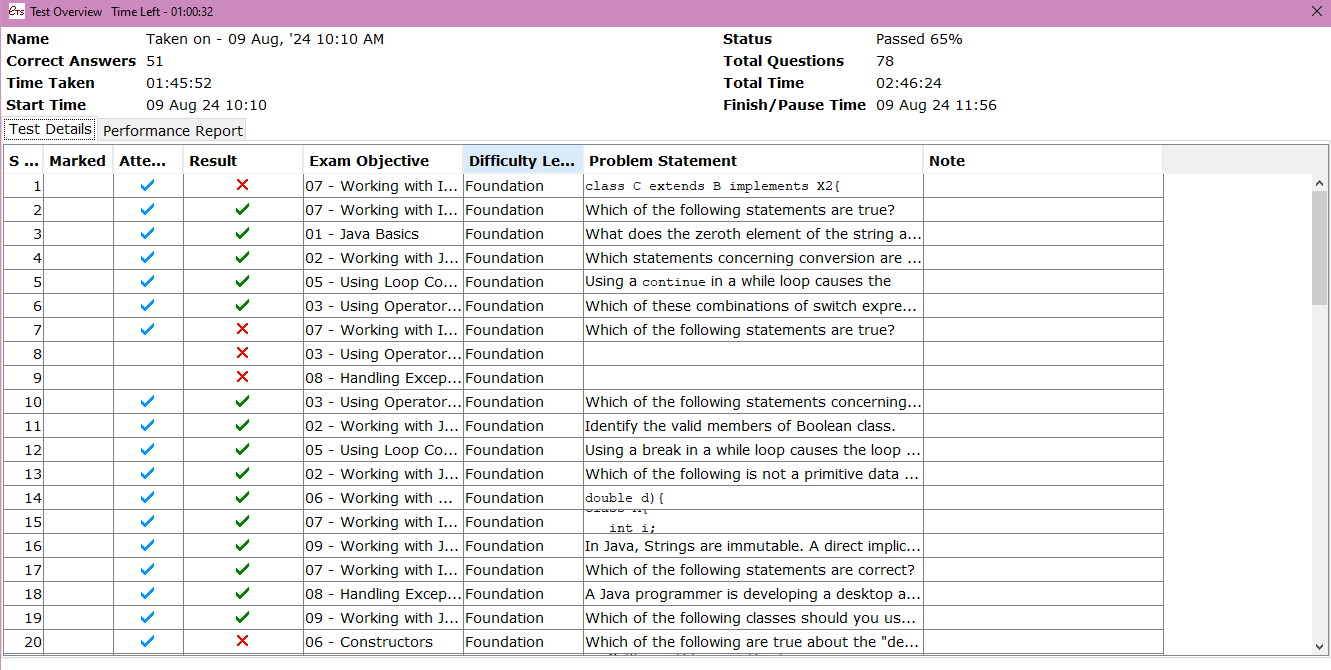 ETS Test Overview Time Left - 01:00:32
Name Taken on - 09 Aug, '24 10:10 AM Status Passed 65%
Correct Answers 51 Total Questions 78
Time Taken 01:45:52 Total Time 02:46:24
Start Time 09 Aug 24 10:10 Finish/Pause Time 09 Aug 24 11:56
Test Details Performance Report
S ... Marked Atte... Result Exam Objective Difficulty Le... Problem Statement Note
1 07 - Working with I... Foundation class C extends B implements X2{
2 07 - Working with I... Foundation Which of the following statements are true?
3 01 - Java Basics Foundation What does the zeroth element of the string a...
4 02 - Working with J... Foundation Which statements concerning conversion are ...
5 05 - Using Loop Co... Foundation Using a continue in a while loop causes the
6 03 - Using Operator... Foundation Which of these combinations of switch expre...
7 07 - Working with I... Foundation Which of the following statements are true?
8 03 - Using Operator... Foundation
9 08 - Handling Excep... Foundation
10 03 - Using Operator... Foundation Which of the following statements concerning...
11 02 - Working with J... Foundation Identify the valid members of Boolean class.
12 05 - Using Loop Co... Foundation Using a break in a while loop causes the loop ...
13 02 - Working with J... Foundation Which of the following is not a primitive data ...
14 06 - Working with ... Foundation double d){
15 07 - Working with I... Foundation int i;
16 09 - Working with J... Foundation In Java, Strings are immutable. A direct implic...
17 07 - Working with I... Foundation Which of the following statements are correct?
18 08 - Handling Excep... Foundation A Java programmer is developing a desktop a...
19 09 - Working with J... Foundation Which of the following classes should you us...
20 06 - Constructors Foundation Which of the following are true about the "de...